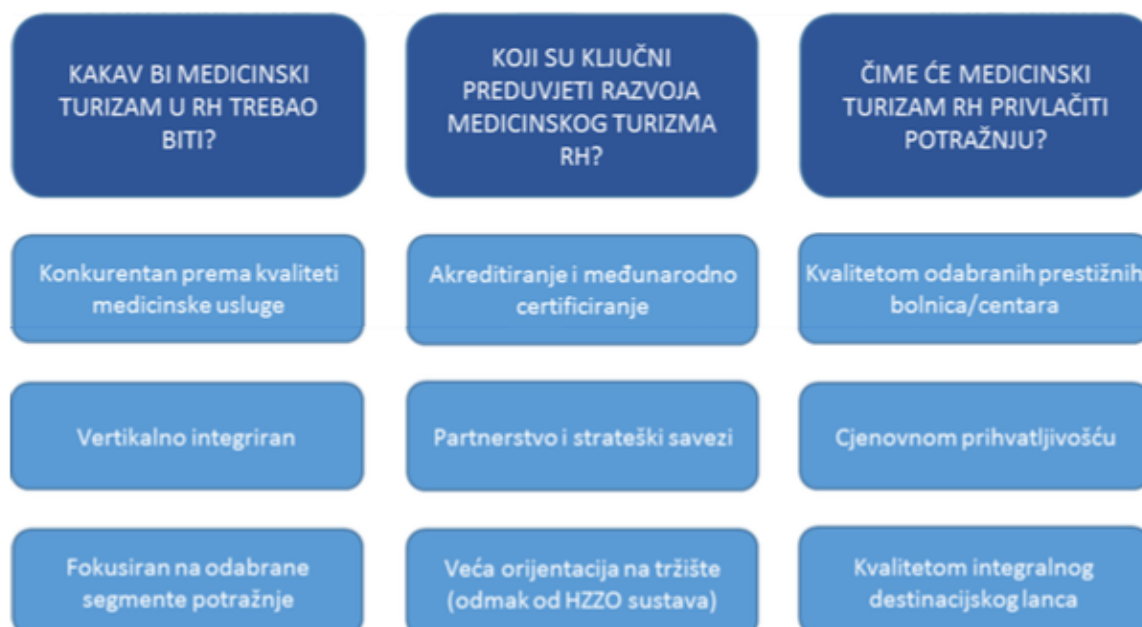 KAKAV BI MEDICINSKI
TURIZAM U RH TREBAO
BITI?
KOJI SU KLJUČNI
PREDUVJETI RAZVOJA
MEDICINSKOG TURIZMA
RH?
ČIME ĆE MEDICINSKI
TURIZAM RH PRIVLAČITI
POTRAŽNJU?
Konkurentan prema kvaliteti
medicinske usluge
Akreditiranje i međunarodno
certificiranje
Kvalitetom odabranih prestižnih
bolnica/centara
Vertikalno integriran
Partnerstvo i strateški savezi
Cjenovnom prihvatljivošću
Fokusiran na odabrane
segmente potražnje
Veća orijentacija na tržište
(odmak od HZZO sustava)
Kvalitetom integralnog
destinacijskog lanca